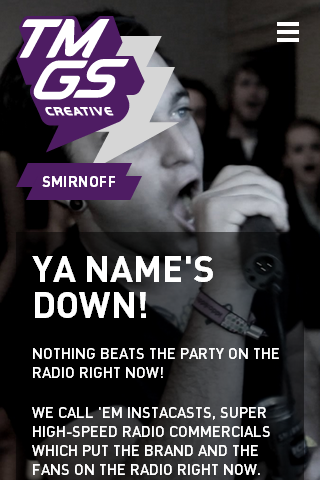 TM
GS
CREATIVE
SMIRNOFF
YA NAME'S
DOWN!
NOTHING BEATS THE PARTY ON THE
RADIO RIGHT NOW!
WE CALL 'EM INSTACASTS, SUPER
HIGH-SPEED RADIO COMMERCIALS
WHICH PUT THE BRAND AND THE
FANS ON THE RADIO RIGHT NOW.